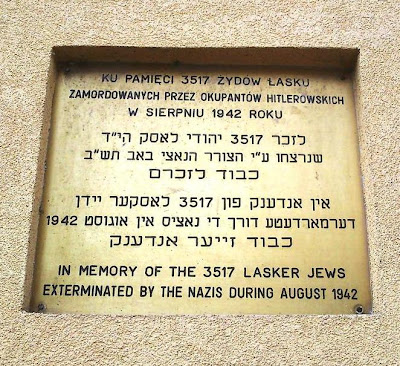 KU PAMIĘCI 3517 ŻYDÓW ŁASKU
ZAMORDOWANYCH PRZEZ OKUPANTÓW HITLEROWSKICH
W SIERPNIU 1942 ROKU
לזכר 3517 יהודי לאסק הי"ד
שנרצחו ע"י הצורר הנאצי באב תש"ב
כבוד לזכרם
אין אנדענק פון 3517 לאסקער יידן
דערמארדעטע דורך די נאציס אין אוגוסט 1942
כבוד זייער אנדענק
IN MEMORY OF THE 3517 LASKER JEWS
EXTERMINATED BY THE NAZIS DURING AUGUST 1942